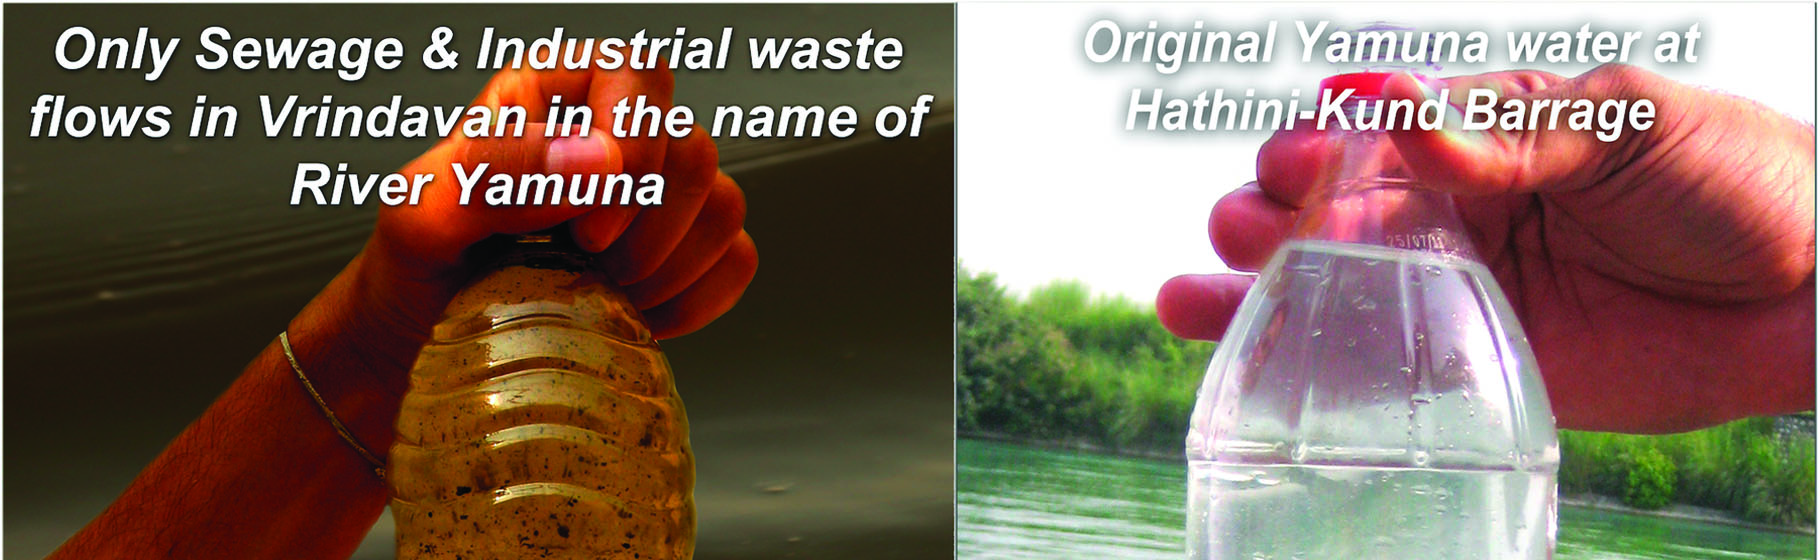 Only Sewage & Industrial waste
flows in Vrindavan in the name of
River Yamuna
Original Yamuna water at
Hathini-Kund Barrage